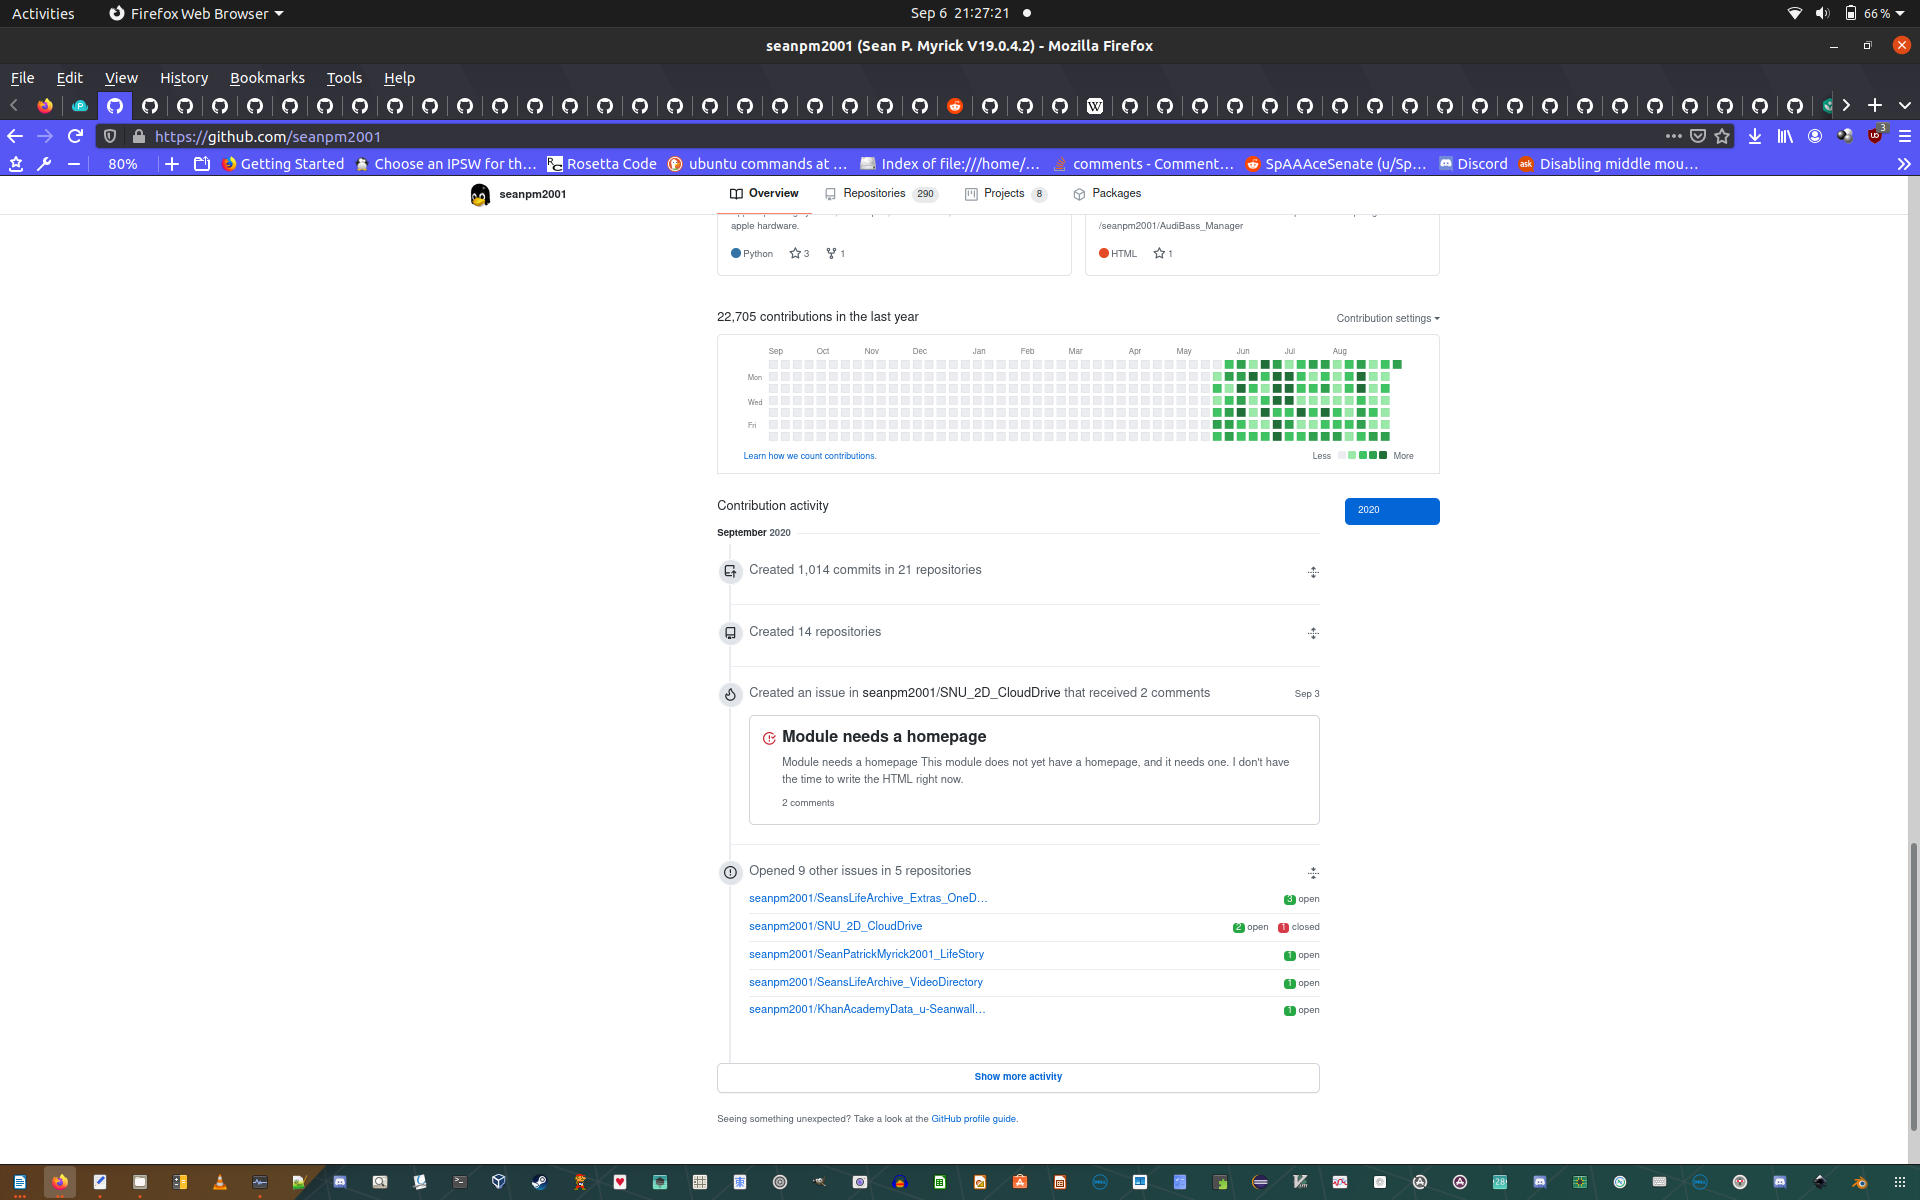 Activities Firefox Web Browser Sep 6 21:27:21 66 %
seanpm2001 (Sean P. Myrick V19.0.4.2) - Mozilla Firefox
File Edit View History Bookmarks Tools Help
https://github.com/seanpm2001 3
80% Getting Started Choose an IPSW for th… Rosetta Code ubuntu commands at … Index of file:///home/… comments - Comment… SpAAAceSenate (u/Sp… Discord Disabling middle mou…
seanpm2001 Overview Repositories 290 Projects 8 Packages
apple hardware. /seanpm2001/AudiBass_Manager
Python 3 1 HTML 1
22,705 contributions in the last year Contribution settings
Sep Oct Nov Dec Jan Feb Mar Apr May Jun Jul Aug
Mon
Wed
Fri
Learn how we count contributions. Less More
Contribution activity 2020
September 2020
Created 1,014 commits in 21 repositories
Created 14 repositories
Created an issue in seanpm2001/SNU_2D_CloudDrive that received 2 comments Sep 3
Module needs a homepage
Module needs a homepage This module does not yet have a homepage, and it needs one. I don't have
the time to write the HTML right now.
2 comments
Opened 9 other issues in 5 repositories
seanpm2001/SeansLifeArchive_Extras_OneD… 3 open
seanpm2001/SNU_2D_CloudDrive 2 open 1 closed
seanpm2001/SeanPatrickMyrick2001_LifeStory 1 open
seanpm2001/SeansLifeArchive_VideoDirectory 1 open
seanpm2001/KhanAcademyData_u-Seanwall… 1 open
Show more activity
Seeing something unexpected? Take a look at the GitHub profile guide.